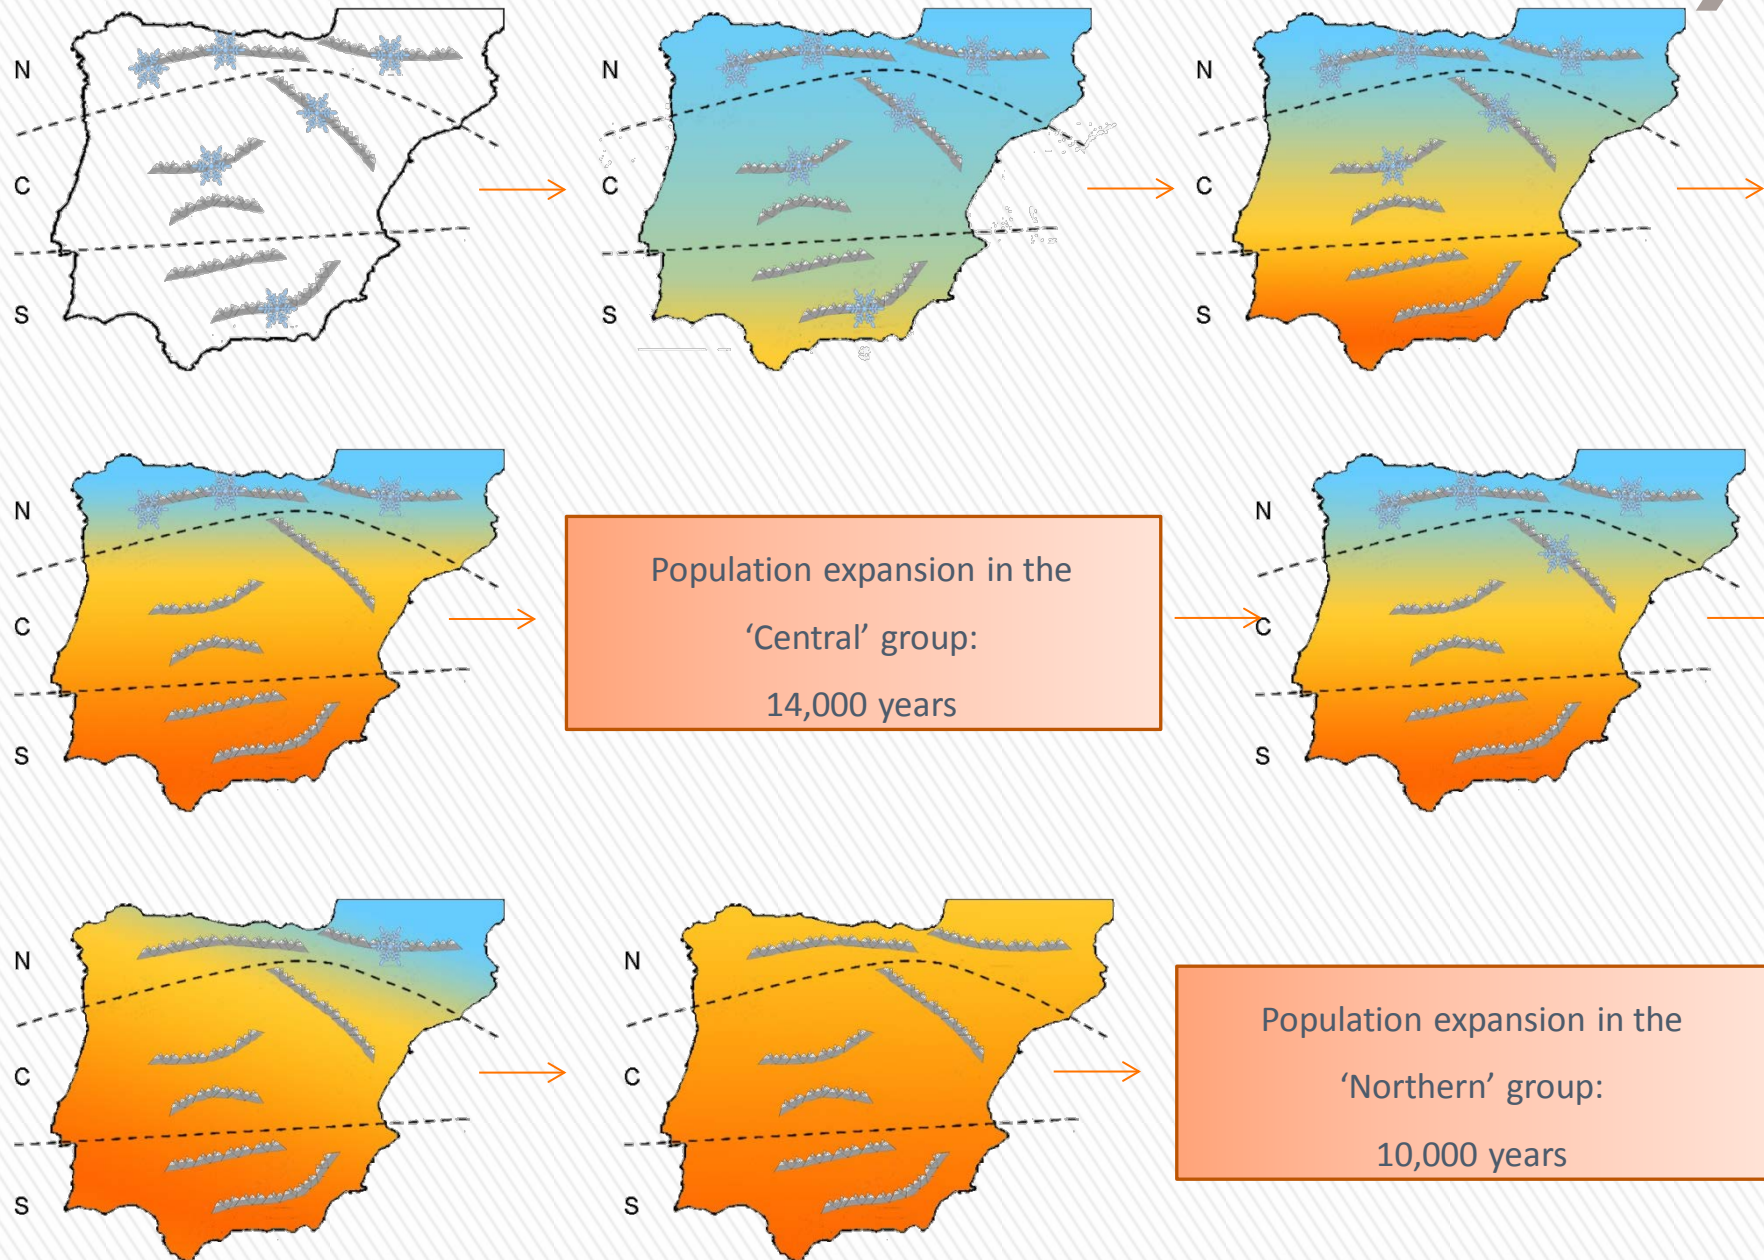 N
C
S
N
C
S
N
C
S
N
C
S
Population expansion in the
‘Central’ group:
14,000 years
N
C
S
N
C
S
N
C
S
Population expansion in the
‘Northern’ group:
10,000 years